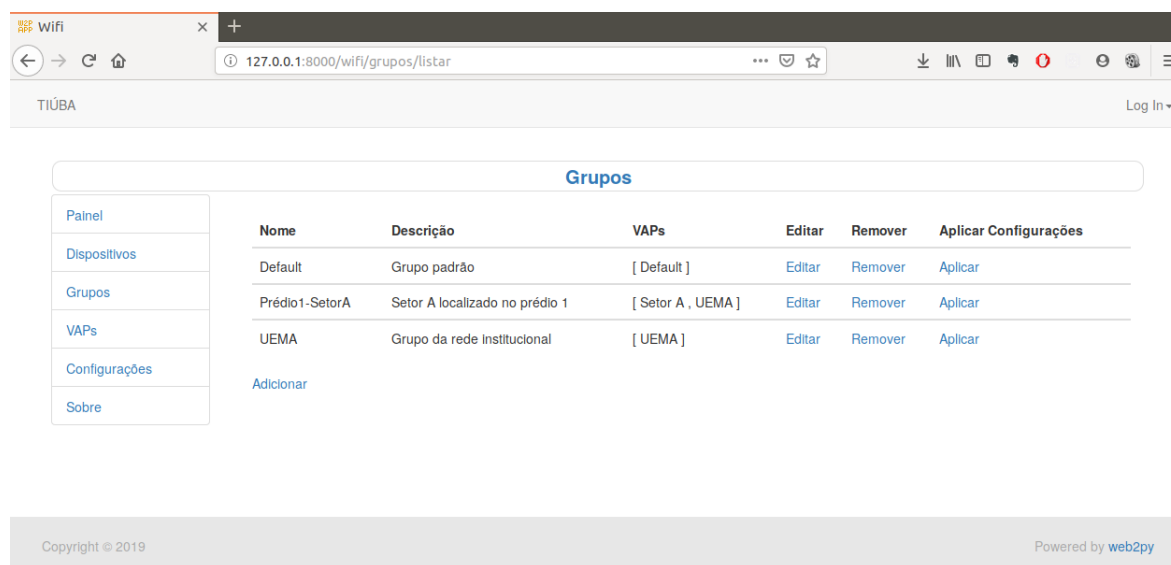 WZP APP Wifi
127.0.0.1:8000/wifi/grupos/listar
TIÚBA Log In
Grupos
Painel
Dispositivos
Grupos
VAPs
Configurações
Sobre
Nome Descrição VAPs Editar Remover Aplicar Configurações
Default Grupo padrão [ Default ] Editar Remover Aplicar
Prédio1-SetorA Setor A localizado no prédio 1 [ Setor A , UEMA ] Editar Remover Aplicar
UEMA Grupo da rede institucional [ UEMA ] Editar Remover Aplicar
Adicionar
Copyright © 2019 Powered by web2py